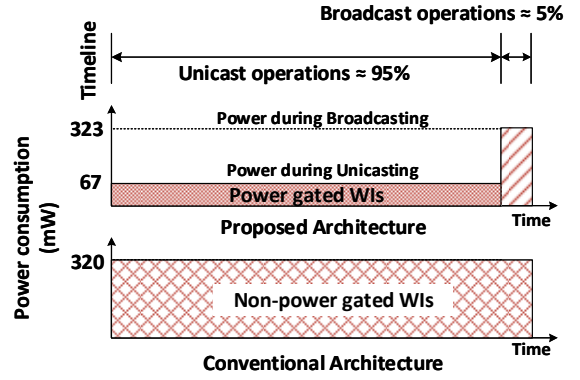 Broadcast operations ≈ 5%
Timeline
Unicast operations ≈ 95%
Power consumption
(mW)
323
Power during Broadcasting
67
Power during Unicasting
Power gated WIs
Time
Proposed Architecture
320
Non-power gated WIs
Time
Conventional Architecture